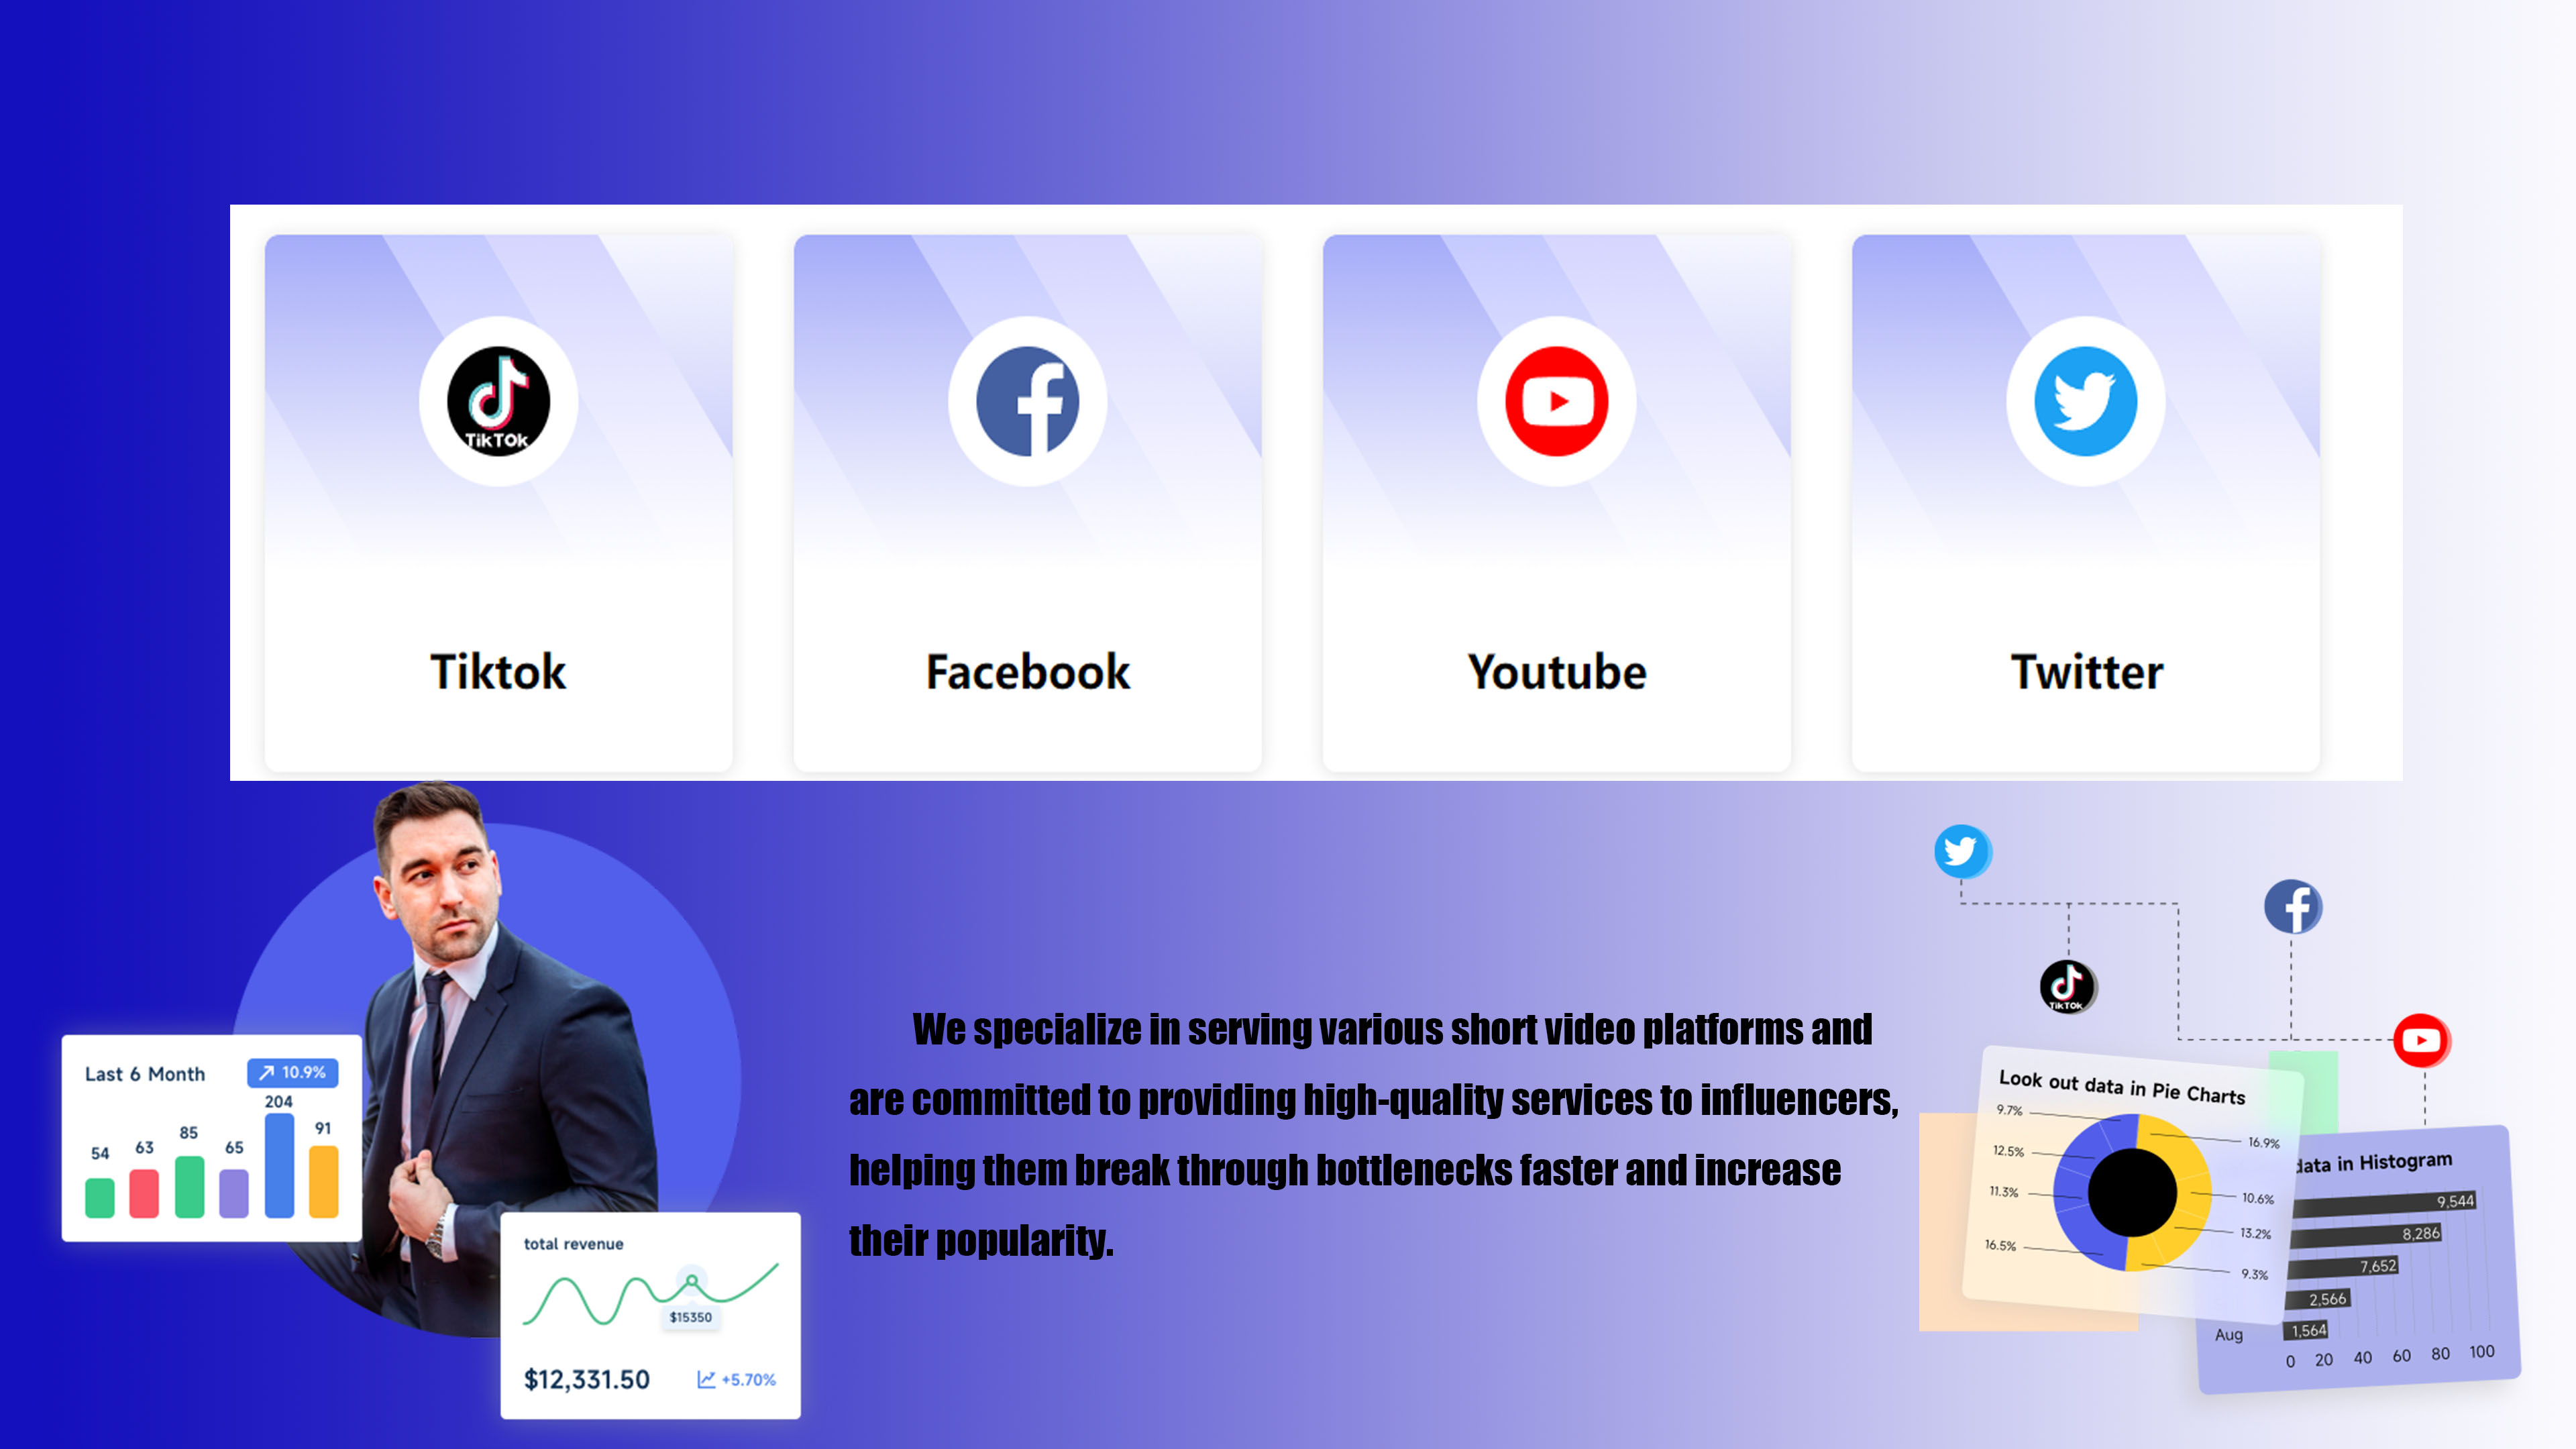 TikTok
Tiktok
Facebook
Youtube
Twitter
Last 6 Month
10.9%
54
63
85
65
204
91
total revenue
$15350
$12,331.50
+5.70%
We specialize in serving various short video platforms and
are committed to providing high-quality services to influencers,
helping them break through bottlenecks faster and increase
their popularity.
TikTok
Look out data in Pie Charts
9.7%
12.5%
11.3%
16.5%
16.9%
10.6%
13.2%
9.3%
data in Histogram
9,544
8,286
7,652
2,566
1,564
Aug
0 20 40 60 80 100